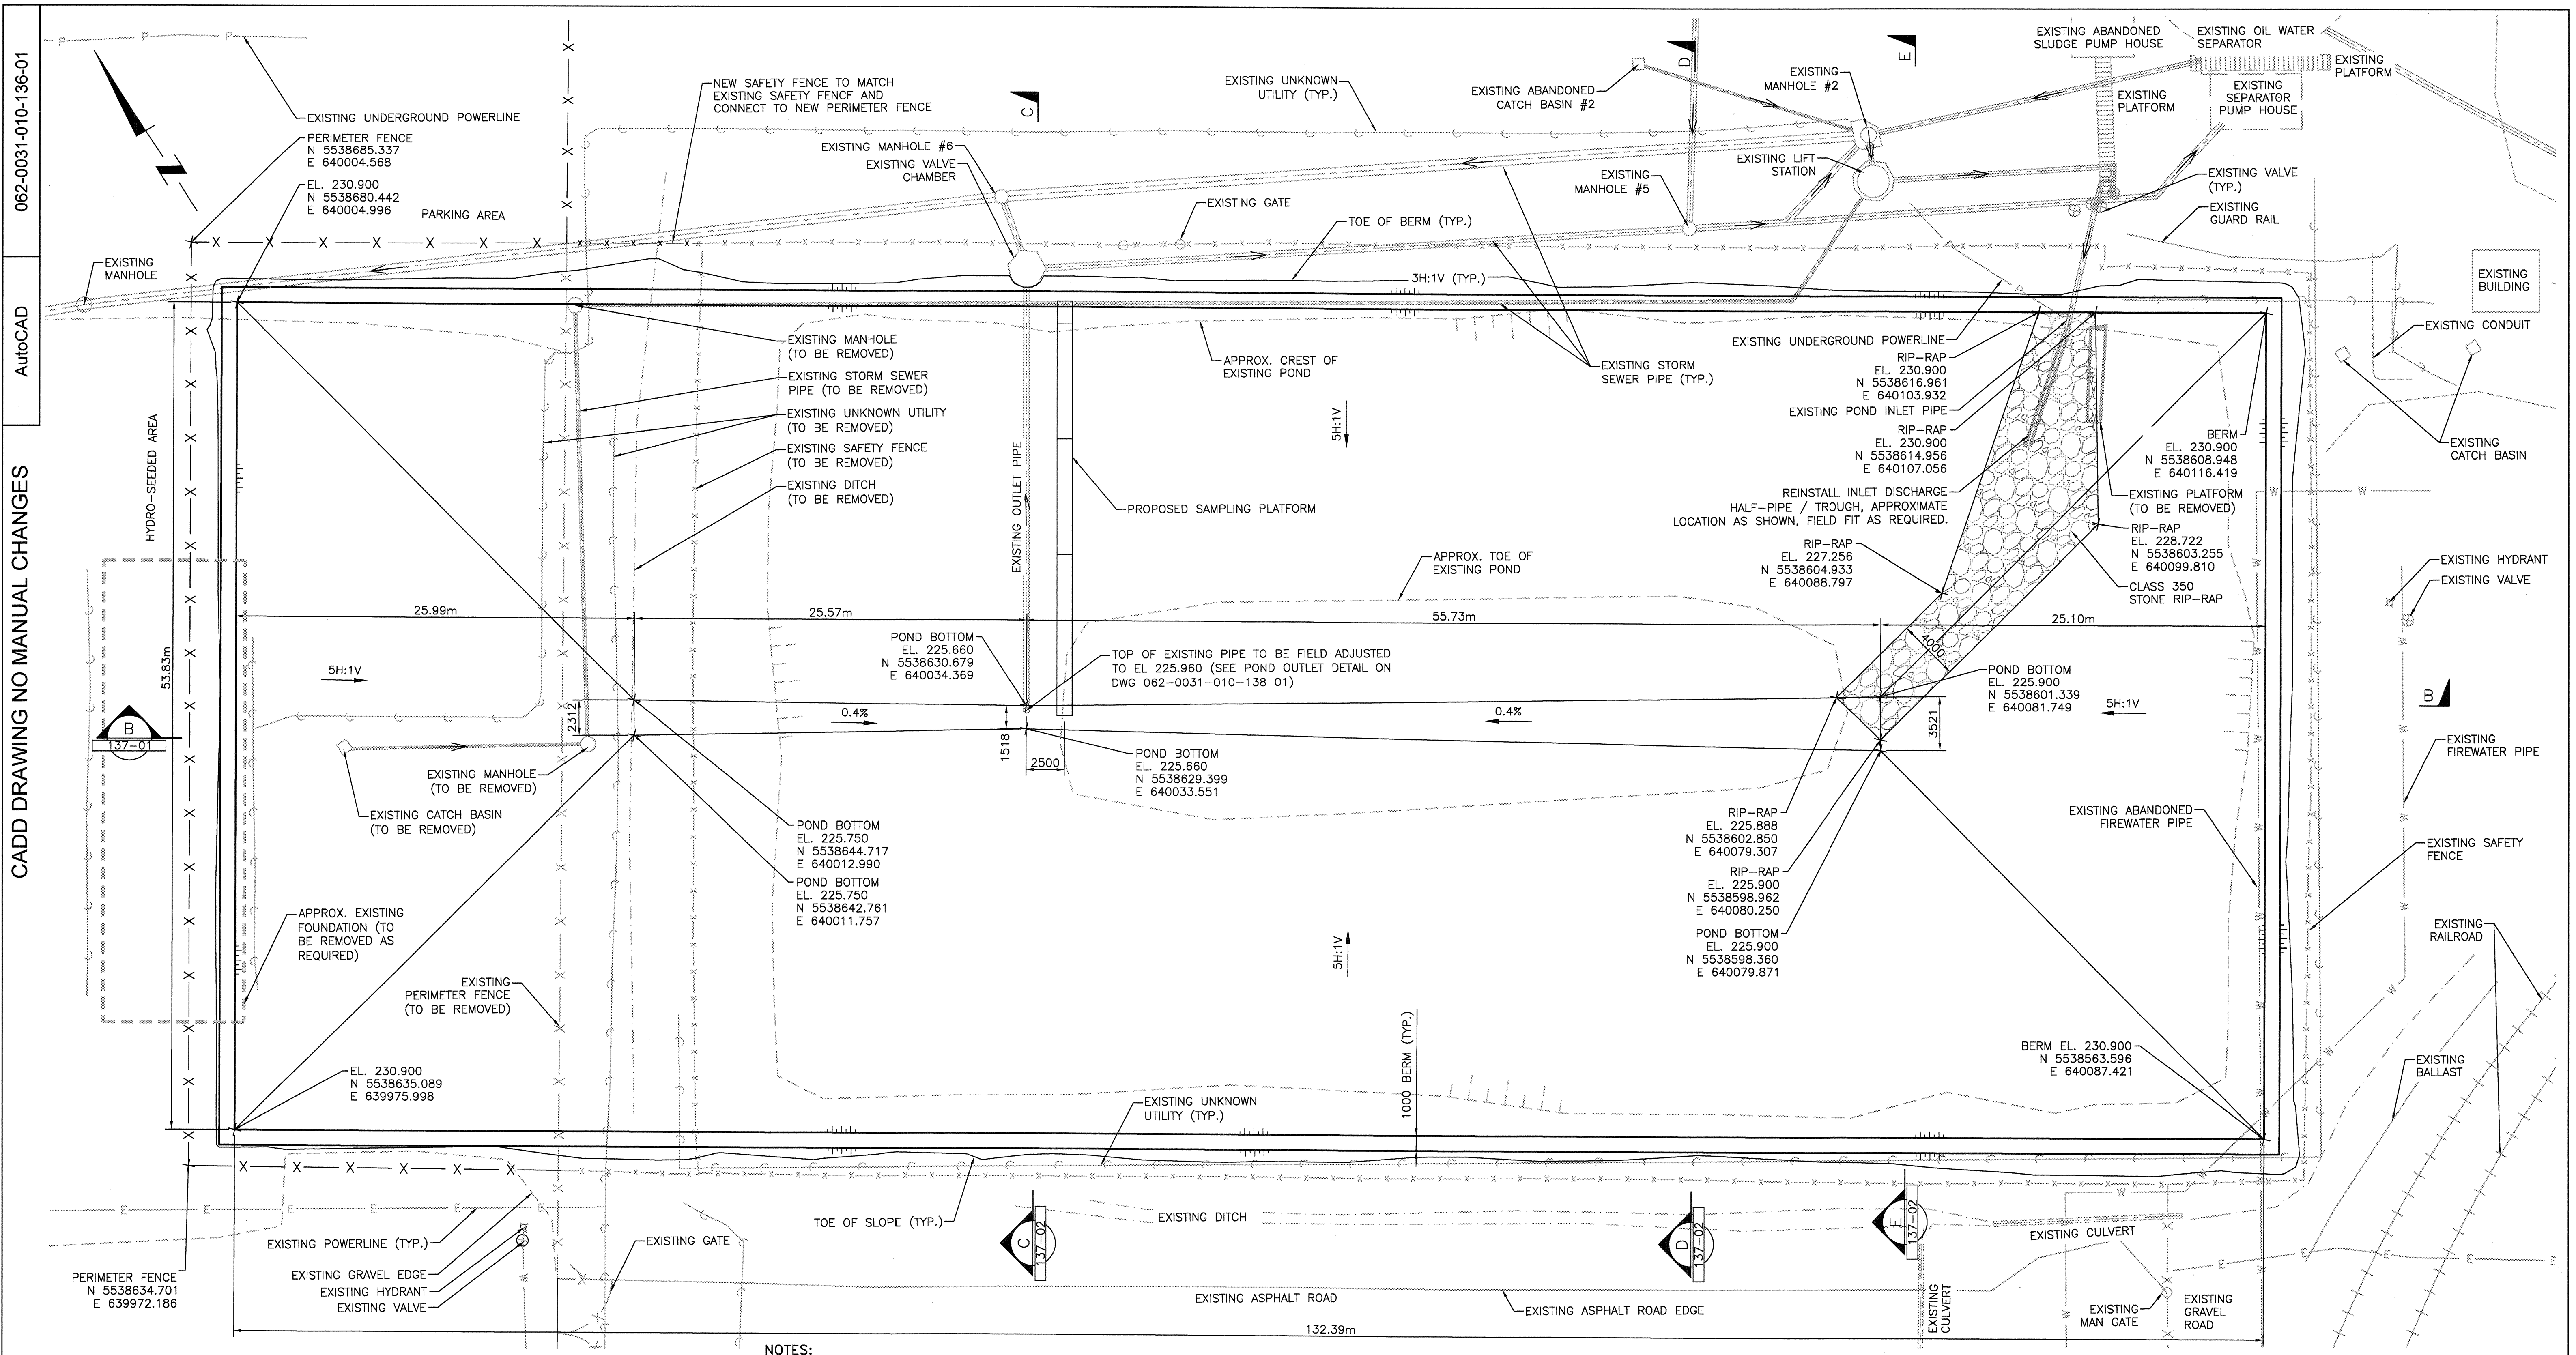 062-0031-010-136-01
AutoCAD
CADD DRAWING NO MANUAL CHANGES
P
P
P
N
EXISTING UNDERGROUND POWERLINE
PERIMETER FENCE
N 5538685.337
E 640004.568
EL. 230.900
N 5538680.442
E 640004.996
PARKING AREA
NEW SAFETY FENCE TO MATCH
EXISTING SAFETY FENCE AND
CONNECT TO NEW PERIMETER FENCE
C
EXISTING MANHOLE #6
EXISTING VALVE
CHAMBER
EXISTING UNKNOWN
UTILITY (TYP.)
EXISTING GATE
TOE OF BERM (TYP.)
3H:1V (TYP.)
EXISTING ABANDONED
CATCH BASIN #2
D
EXISTING
MANHOLE #2
E
EXISTING LIFT
STATION
EXISTING
MANHOLE #5
EXISTING ABANDONED
SLUDGE PUMP HOUSE
EXISTING OIL WATER
SEPARATOR
EXISTING
PLATFORM
EXISTING
PLATFORM
EXISTING
SEPARATOR
PUMP HOUSE
EXISTING VALVE
(TYP.)
EXISTING
GUARD RAIL
EXISTING
BUILDING
EXISTING
MANHOLE
EXISTING CONDUIT
EXISTING
CATCH BASIN
HYDRO-SEEDED AREA
EXISTING MANHOLE
(TO BE REMOVED)
EXISTING STORM SEWER
PIPE (TO BE REMOVED)
EXISTING UNKNOWN UTILITY
(TO BE REMOVED)
EXISTING SAFETY FENCE
(TO BE REMOVED)
EXISTING DITCH
(TO BE REMOVED)
EXISTING OUTLET PIPE
APPROX. CREST OF
EXISTING POND
5H:1V
PROPOSED SAMPLING PLATFORM
EXISTING STORM
SEWER PIPE (TYP.)
EXISTING UNDERGROUND POWERLINE
RIP-RAP
EL. 230.900
N 5538616.961
E 640103.932
EXISTING POND INLET PIPE
RIP-RAP
EL. 230.900
N 5538614.956
E 640107.056
REINSTALL INLET DISCHARGE
HALF-PIPE / TROUGH, APPROXIMATE
LOCATION AS SHOWN, FIELD FIT AS REQUIRED.
RIP-RAP
EL. 227.256
N 5538604.933
E 640088.797
BERM
EL. 230.900
N 5538608.948
E 640116.419
EXISTING PLATFORM
(TO BE REMOVED)
RIP-RAP
EL. 228.722
N 5538603.255
E 640099.810
CLASS 350
STONE RIP-RAP
EXISTING HYDRANT
EXISTING VALVE
APPROX. TOE OF
EXISTING POND
25.99m
25.57m
55.73m
25.10m
53.83m
5H:1V
POND BOTTOM
EL. 225.660
N 5538630.679
E 640034.369
TOP OF EXISTING PIPE TO BE FIELD ADJUSTED
TO EL 225.960 (SEE POND OUTLET DETAIL ON
DWG 062-0031-010-138 01)
4000
POND BOTTOM
EL. 225.900
N 5538601.339
E 640081.749
5H:1V
B
2312
0.4%
1518
0.4%
3521
2500
B
137-01
POND BOTTOM
EL. 225.660
N 5538629.399
E 640033.551
EXISTING MANHOLE
(TO BE REMOVED)
EXISTING CATCH BASIN
(TO BE REMOVED)
POND BOTTOM
EL. 225.750
N 5538644.717
E 640012.990
POND BOTTOM
EL. 225.750
N 5538642.761
E 640011.757
RIP-RAP
EL. 225.888
N 5538602.850
E 640079.307
RIP-RAP
EL. 225.900
N 5538598.962
E 640080.250
POND BOTTOM
EL. 225.900
N 5538598.360
E 640079.871
EXISTING
FIREWATER PIPE
EXISTING ABANDONED
FIREWATER PIPE
EXISTING SAFETY
FENCE
EXISTING
RAILROAD
EXISTING
BALLAST
APPROX. EXISTING
FOUNDATION (TO
BE REMOVED AS
REQUIRED)
EXISTING
PERIMETER FENCE
(TO BE REMOVED)
5H:1V
EL. 230.900
N 5538635.089
E 639975.998
EXISTING UNKNOWN
UTILITY (TYP.)
1000 BERM (TYP.)
BERM EL. 230.900
N 5538563.596
E 640087.421
TOE OF SLOPE (TYP.)
C
137-02
EXISTING DITCH
D
137-02
E
137-02
EXISTING CULVERT
EXISTING POWERLINE (TYP.)
EXISTING GRAVEL EDGE
EXISTING HYDRANT
EXISTING VALVE
EXISTING GATE
PERIMETER FENCE
N 5538634.701
E 639972.186
EXISTING ASPHALT ROAD
EXISTING ASPHALT ROAD EDGE
EXISTING
CULVERT
EXISTING
MAN GATE
EXISTING
GRAVEL
ROAD
132.39m
NOTES: